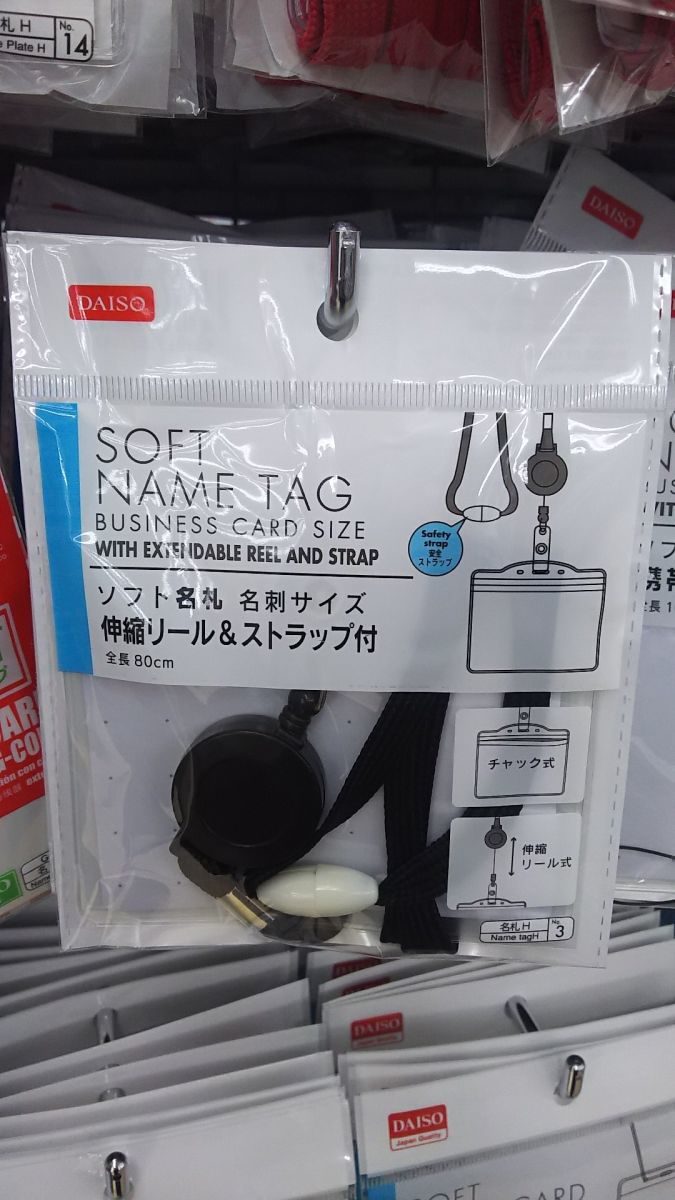 札H
No.
e Plate H
14
DAISO
DAISO
SOFT
NAME TAG
BUSINESS CARD SIZE
WITH EXTENDABLE REEL AND STRAP
Safety
strap
安全
ストラップ
ソフト名札 名刺サイズ
伸縮リール&ストラップ付
全長80cm
チャック式
伸縮
リール式
名札H
Name tagH
No.
3
DAISO
Japan Quality
DAISO
Japan Quality
SOFT
CARD